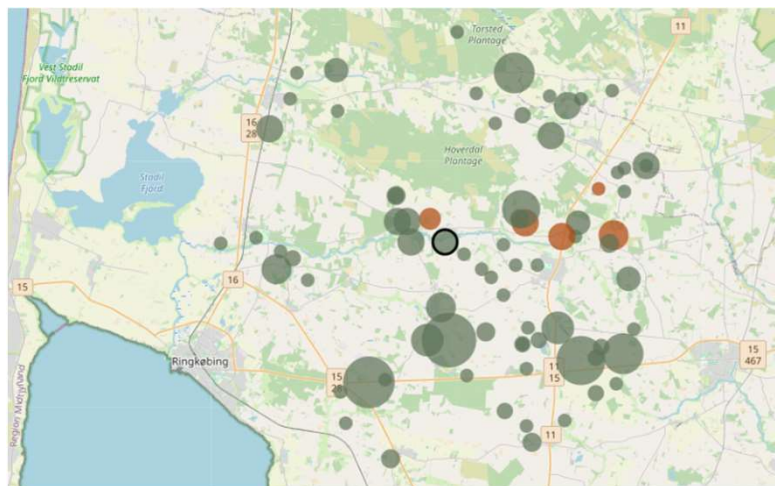 Torsted
Plantage
11
Vest Stadil
Fjord Vildtreservat
16
28
Hoverdal
Plantage
Stadil
Fjord
15
16
Ringkøbing
15
28
11
15
15
467
11
Region Midtjylland